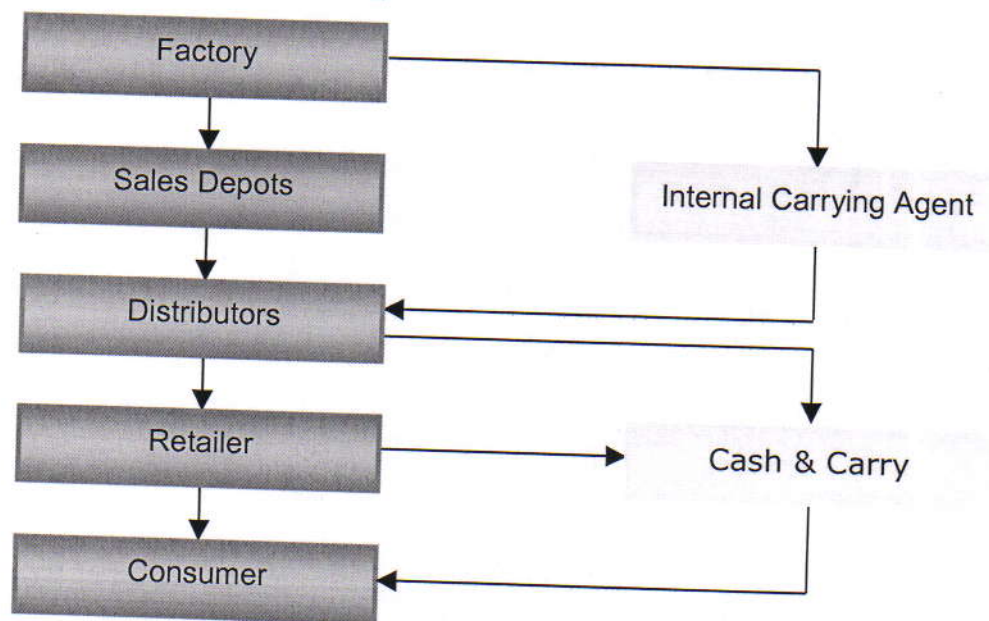 Factory
Sales Depots
Internal Carrying Agent
Distributors
Retailer
Cash & Carry
Consumer